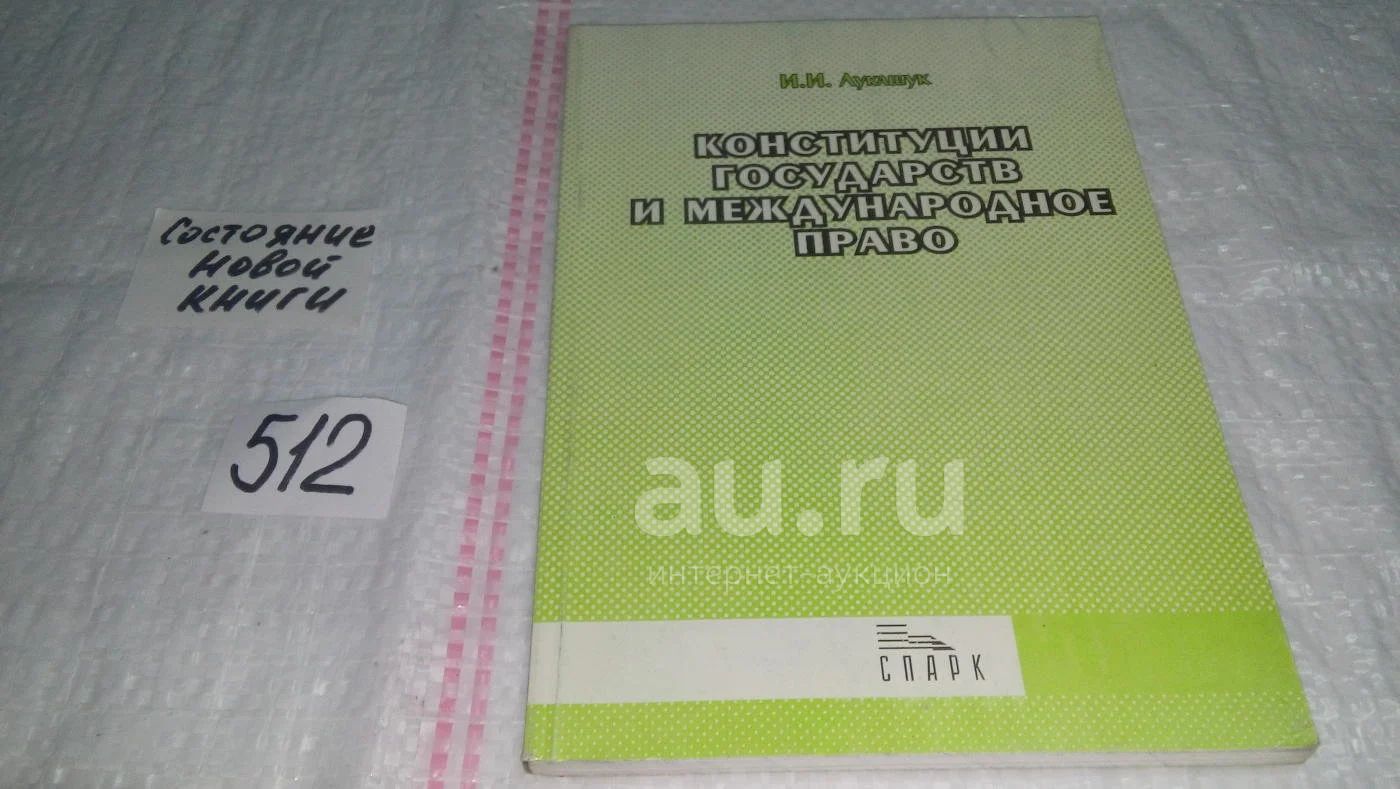 И.И. Лукашук
КОНСТИТУЦИИ
ГОСУДАРСТВ
И МЕЖДУНАРОДНОЕ
ПРАВО
Состояние
новой
книги
512
au.ru
интернет-аукцион
СПАРК